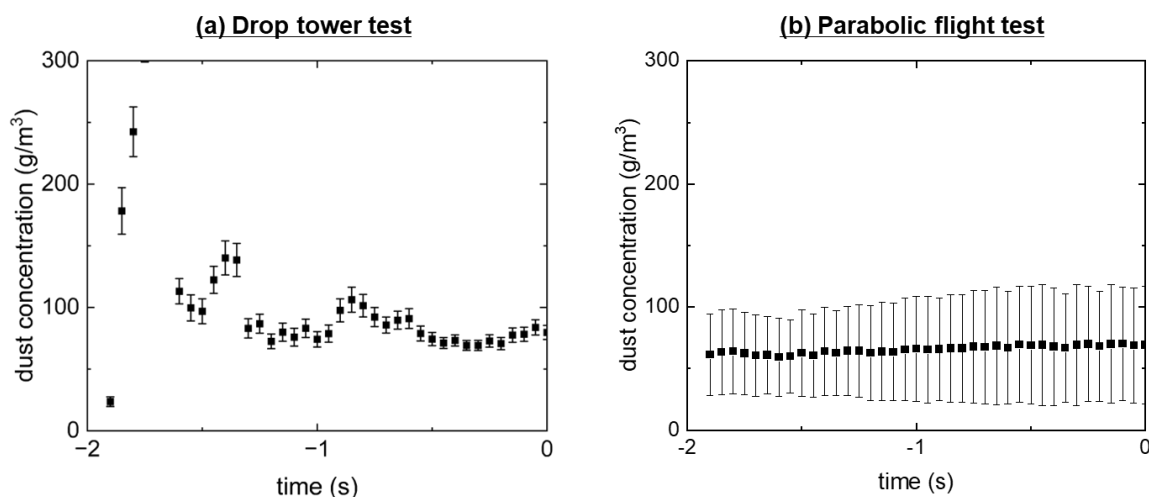 (a) Drop tower test
300
200
100
0
dust concentration (g/m³)
−2
−1
0
time (s)
(b) Parabolic flight test
300
200
100
0
dust concentration (g/m³)
-2
-1
0
time (s)